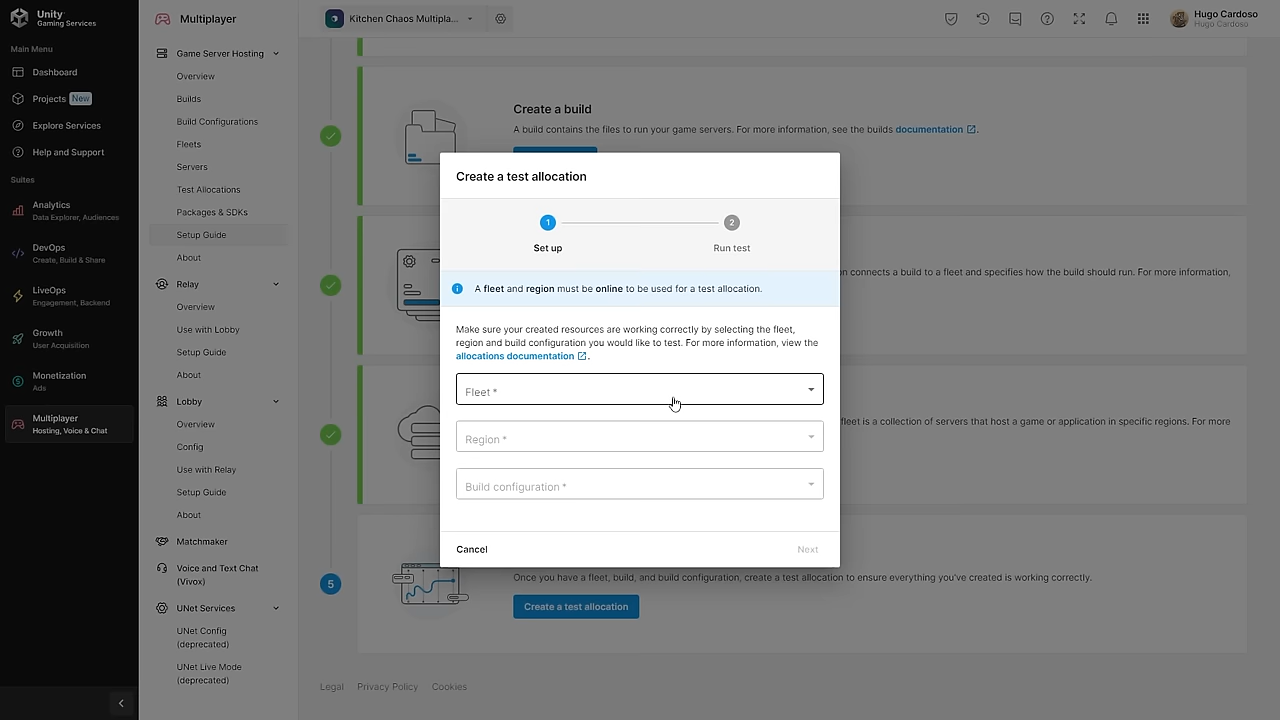 Unity
Gaming Services
Main Menu
Dashboard
Projects New
Explore Services
Help and Support
Suites
Analytics
Data Explorer, Audiences
DevOps
Create, Build & Share
LiveOps
Engagement, Backend
Growth
User Acquisition
Monetization
Ads
Multiplayer
Hosting, Voice & Chat
Multiplayer
Game Server Hosting
Overview
Builds
Build Configurations
Fleets
Servers
Test Allocations
Packages & SDKs
Setup Guide
About
Relay
Overview
Use with Lobby
Setup Guide
About
Lobby
Overview
Config
Use with Relay
Setup Guide
About
Matchmaker
Voice and Text Chat
(Vivox)
UNet Services
UNet Config
(deprecated)
UNet Live Mode
(deprecated)
Kitchen Chaos Multipla...
Hugo Cardoso
Hugo Cardoso
Create a build
A build contains the files to run your game servers. For more information, see the builds documentation.
Create a test allocation
1
2
Set up
Run test
A fleet and region must be online to be used for a test allocation.
Make sure your created resources are working correctly by selecting the fleet,
region and build configuration you would like to test. For more information, view the
allocations documentation.
Fleet *
Region *
Build configuration *
Cancel
Next
connects a build to a fleet and specifies how the build should run. For more information,
fleet is a collection of servers that host a game or application in specific regions. For more
5
Once you have a fleet, build, and build configuration, create a test allocation to ensure everything you've created is working correctly.
Create a test allocation
Legal
Privacy Policy
Cookies